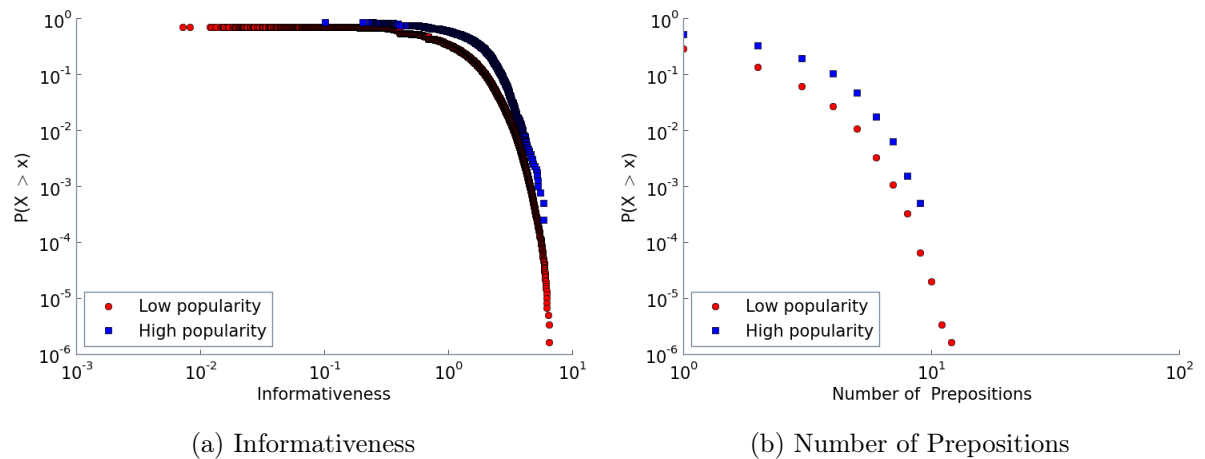 10^0
10^-1
10^-2
10^-3
10^-4
10^-5
10^-6
P(X > x)
Low popularity
High popularity
10^-3 10^-2 10^-1 10^0 10^1
Informativeness
(a) Informativeness
10^0
10^-1
10^-2
10^-3
10^-4
10^-5
10^-6
P(X > x)
Low popularity
High popularity
10^0 10^1 10^2
Number of Prepositions
(b) Number of Prepositions